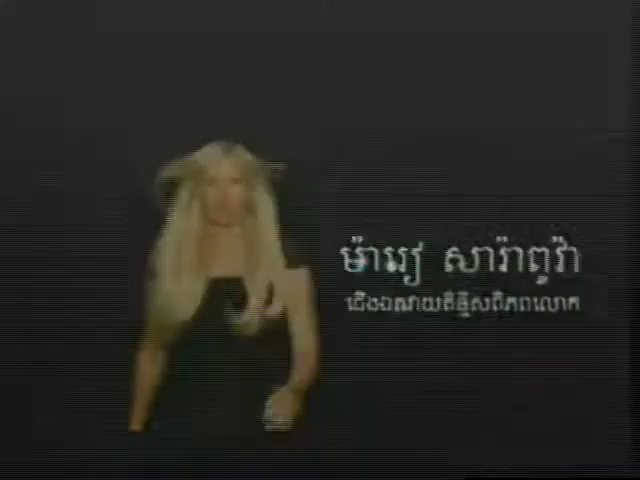 ម៉ារ្យៀ សារ៉ាពូវ៉ា
ជើងឯកវាយតឺន្នីសពិភពលោក